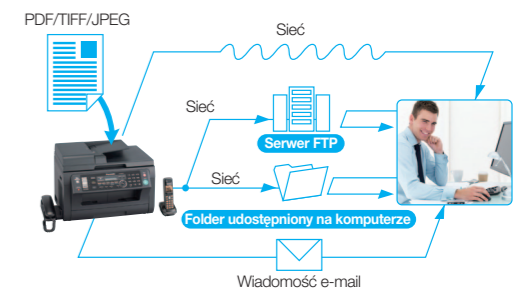 PDF/TIFF/JPEG
Sieć
Sieć
Serwer FTP
Sieć
Folder udostępniony na komputerze
Wiadomość e-mail